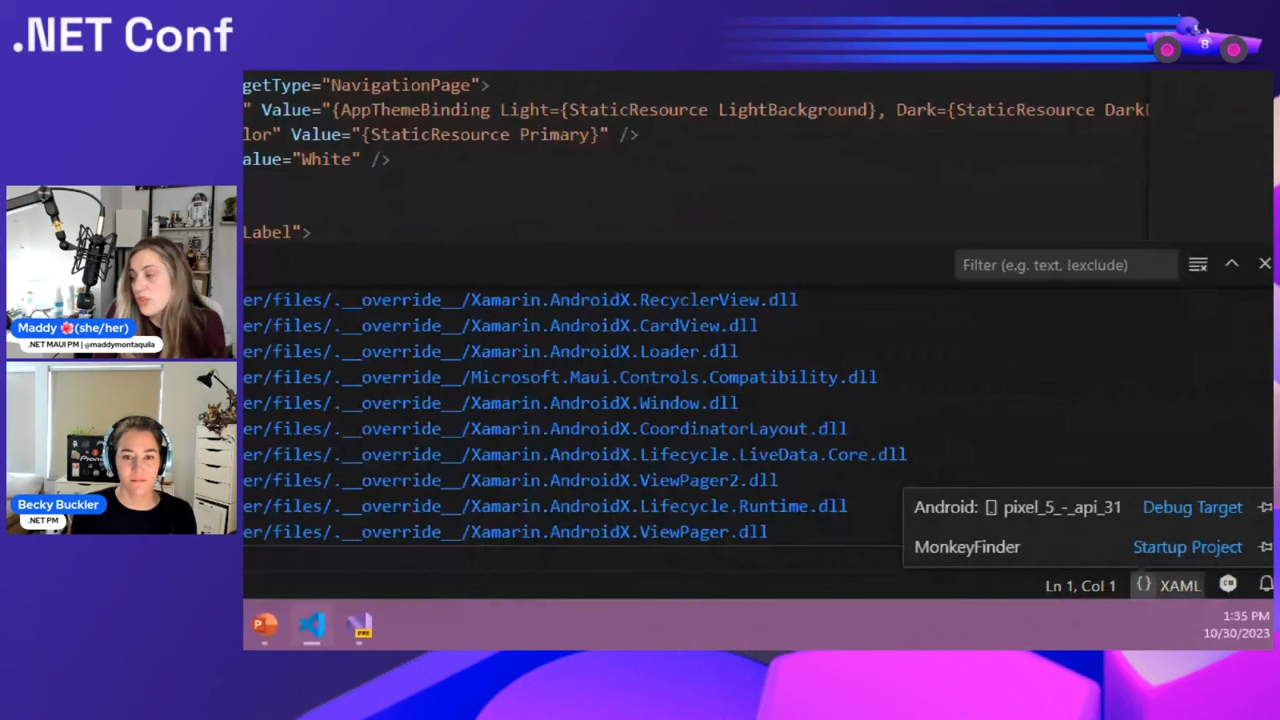 .NET Conf
8
getType="NavigationPage">
" Value="{AppThemeBinding Light={StaticResource LightBackground}, Dark={StaticResource Dark
lor" Value="{StaticResource Primary}" />
alue="White" />
Label">
Filter (e.g. text, !exclude)
er/files/.__override__/Xamarin.AndroidX.RecyclerView.dll
er/files/.__override__/Xamarin.AndroidX.CardView.dll
er/files/.__override__/Xamarin.AndroidX.Loader.dll
er/files/.__override__/Microsoft.Maui.Controls.Compatibility.dll
er/files/.__override__/Xamarin.AndroidX.Window.dll
er/files/.__override__/Xamarin.AndroidX.CoordinatorLayout.dll
er/files/.__override__/Xamarin.AndroidX.Lifecycle.LiveData.Core.dll
er/files/.__override__/Xamarin.AndroidX.ViewPager2.dll
er/files/.__override__/Xamarin.AndroidX.Lifecycle.Runtime.dll
er/files/.__override__/Xamarin.AndroidX.ViewPager.dll
Android: pixel_5_-_api_31 Debug Target
MonkeyFinder Startup Project
Ln 1, Col 1 {} XAML
P
PRE
1:35 PM
10/30/2023
Maddy 🌸(she/her)
.NET MAUI PM | @maddymontaquila
Becky Buckler
.NET PM